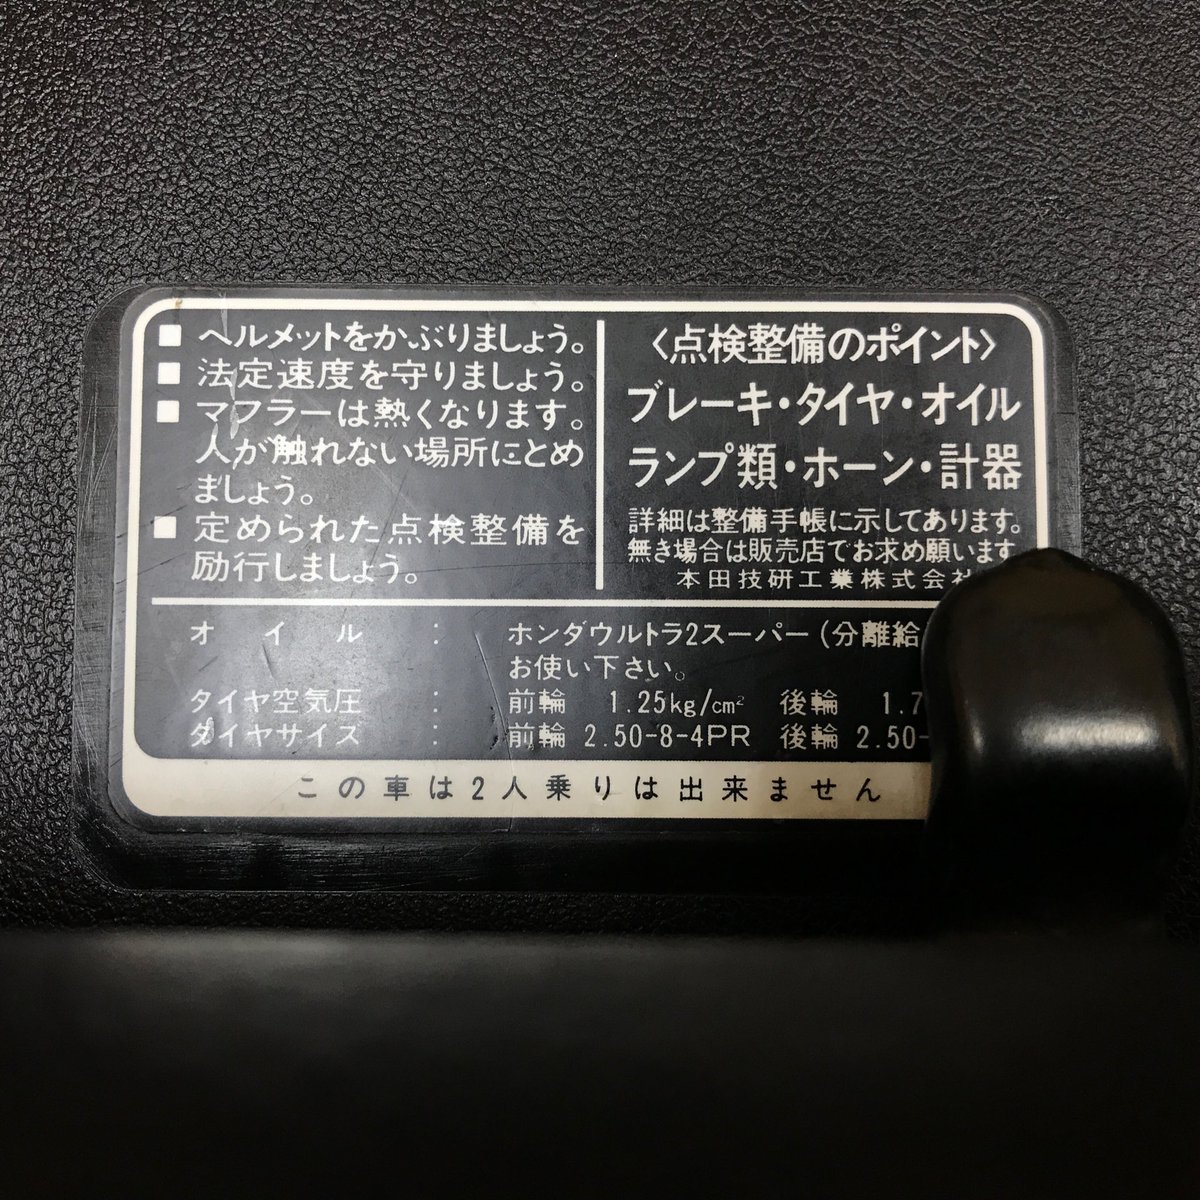 ■ ヘルメットをかぶりましょう。
■ 法定速度を守りましょう。
■ マフラーは熱くなります。
人が触れない場所にとめ
ましょう。
■ 定められた点検整備を
励行しましょう。
〈点検整備のポイント〉
ブレーキ・タイヤ・オイル
ランプ類・ホーン・計器
詳細は整備手帳に示してあります。
無き場合は販売店でお求め願います
本田技研工業株式会社
オイル : ホンダウルトラ2スーパー(分離給
お使い下さい。
タイヤ空気圧 : 前輪 1.25kg/cm² 後輪 1.7
タイヤサイズ : 前輪 2.50-8-4PR 後輪 2.50-
この車は2人乗りは出来ません